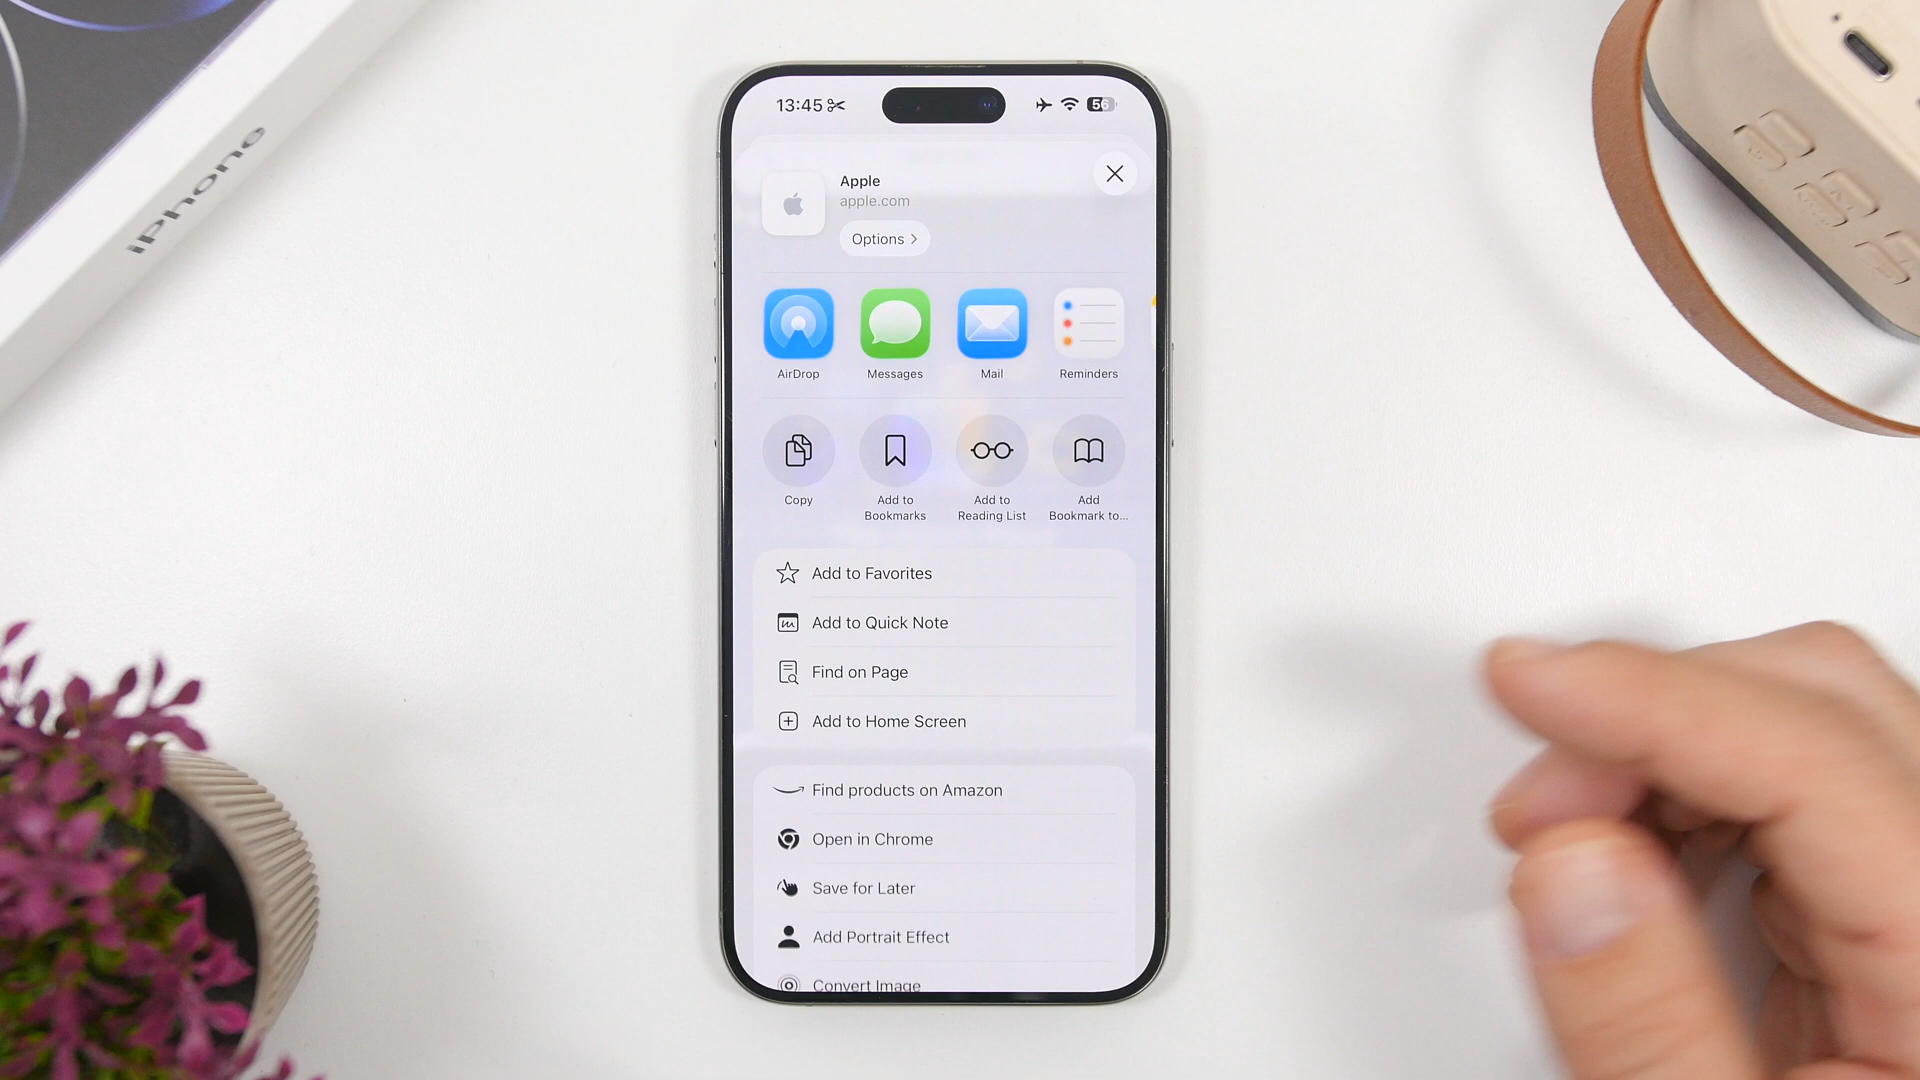 iPhone
13:45
56
Apple
apple.com
Options
AirDrop
Messages
Mail
Reminders
Copy
Add to
Bookmarks
Add to
Reading List
Add
Bookmark to...
Add to Favorites
Add to Quick Note
Find on Page
Add to Home Screen
Find products on Amazon
Open in Chrome
Save for Later
Add Portrait Effect
Convert Image